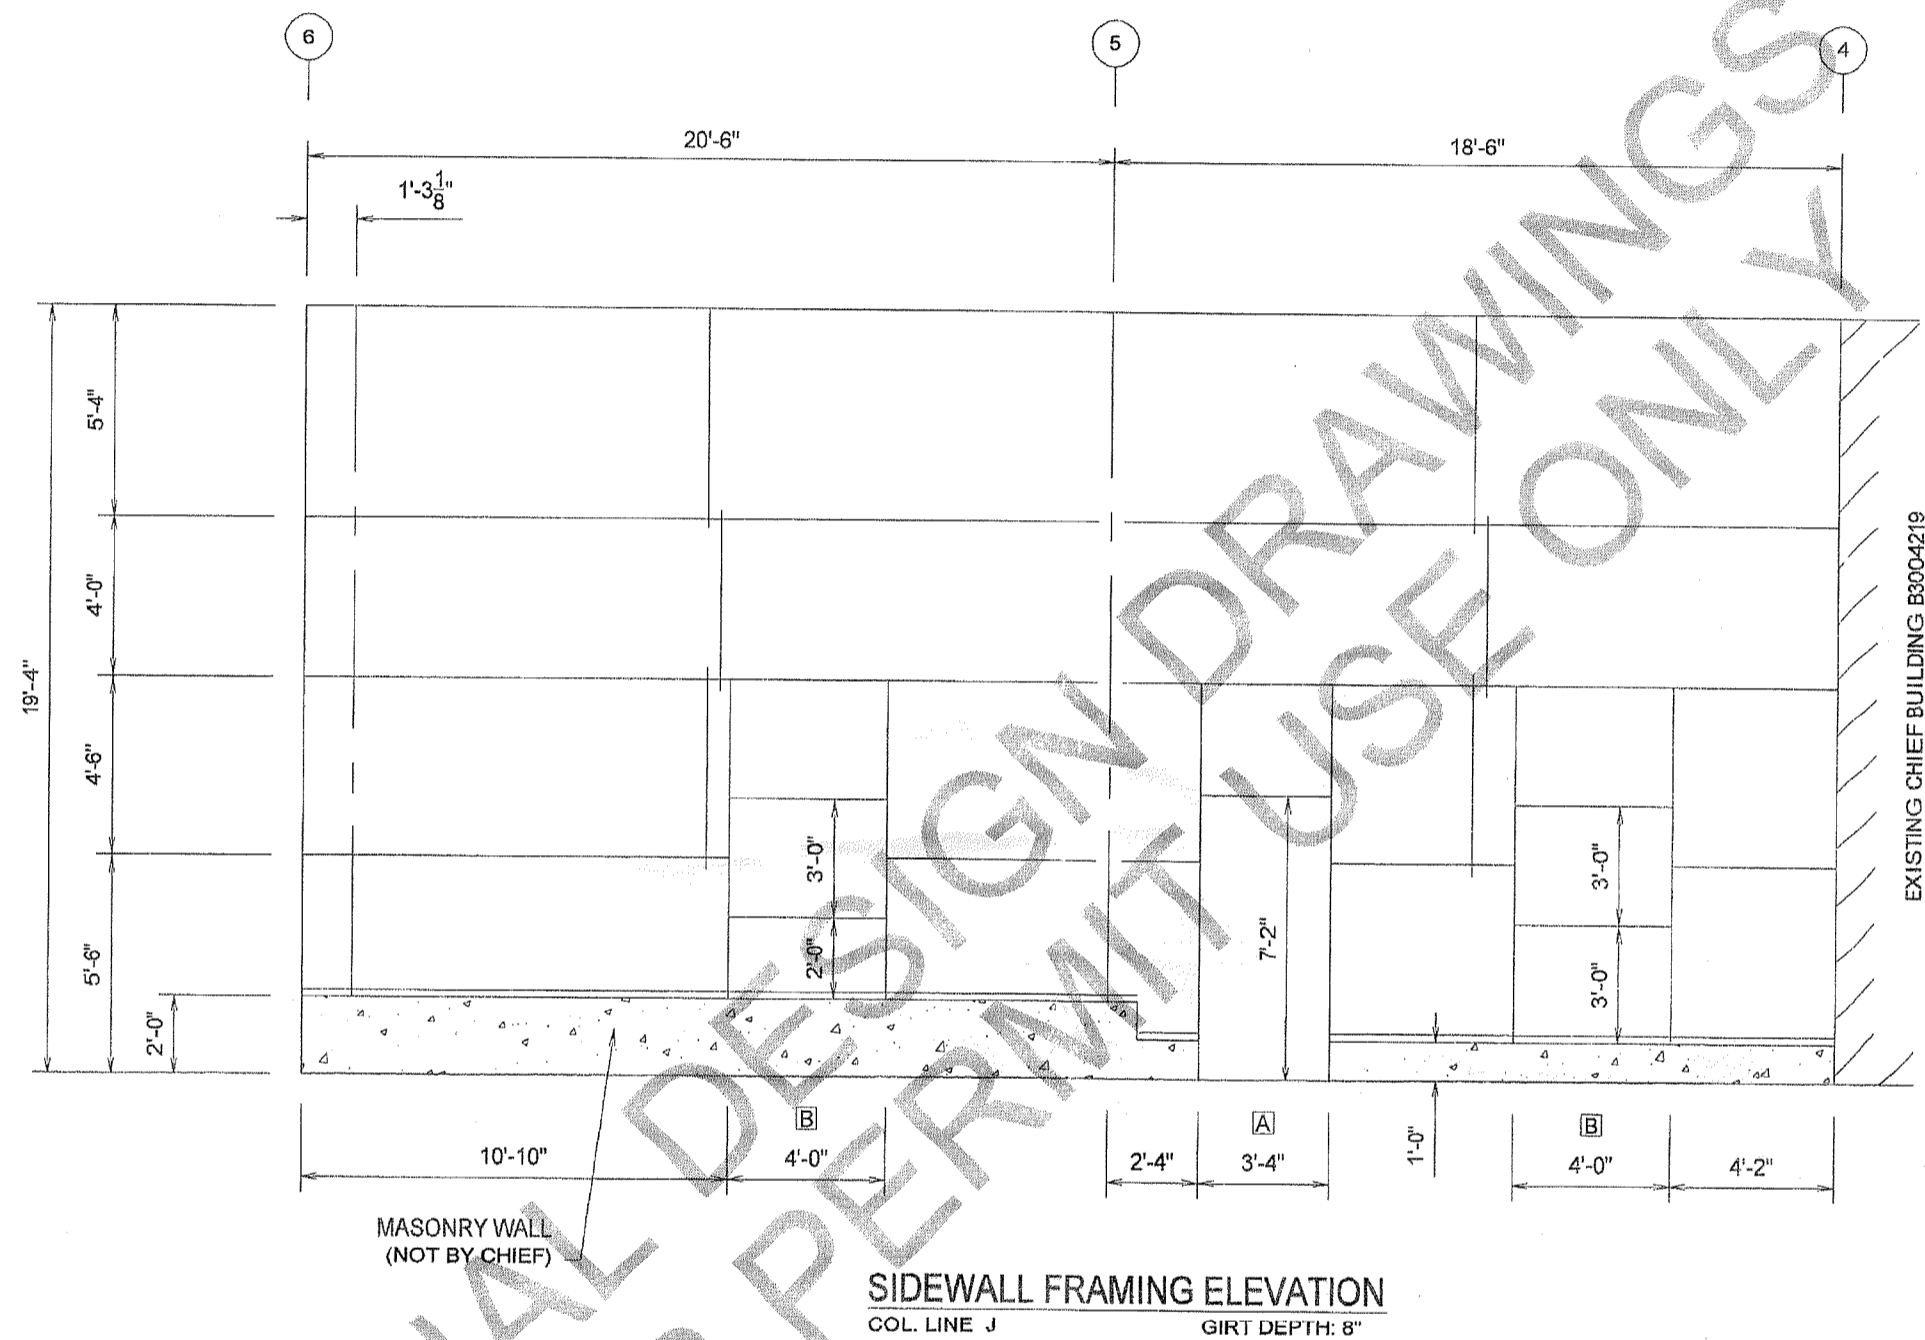 6
5
4
20'-6"
18'-6"
1'-3 1/8"
5'-4"
4'-0"
19'-4"
4'-6"
5'-6"
2'-0"
3'-0"
2'-0"
7'-2"
3'-0"
3'-0"
1'-0"
EXISTING CHIEF BUILDING B3004219
B
A
B
10'-10"
4'-0"
2'-4"
3'-4"
4'-0"
4'-2"
MASONRY WALL
(NOT BY CHIEF)
SIDEWALL FRAMING ELEVATION
COL. LINE J
GIRT DEPTH: 8"
DESIGN DRAWINGS
PERMIT USE ONLY